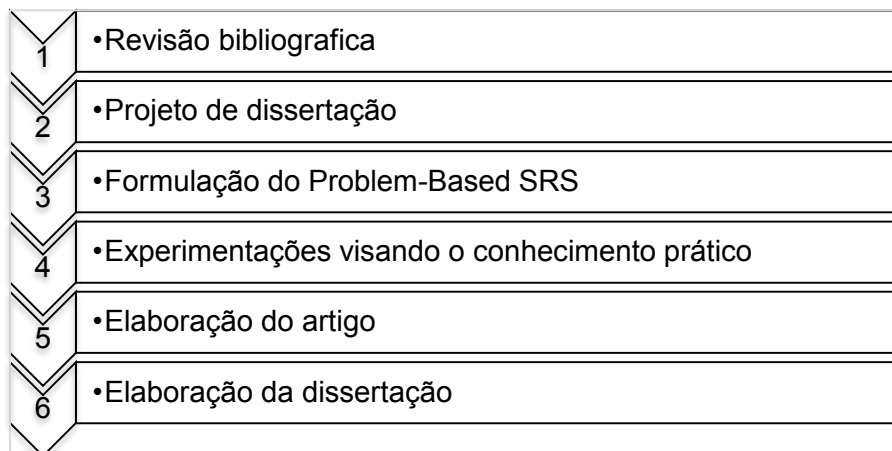 1 •Revisão bibliografica
2 •Projeto de dissertação
3 •Formulação do Problem-Based SRS
4 •Experimentações visando o conhecimento prático
5 •Elaboração do artigo
6 •Elaboração da dissertação